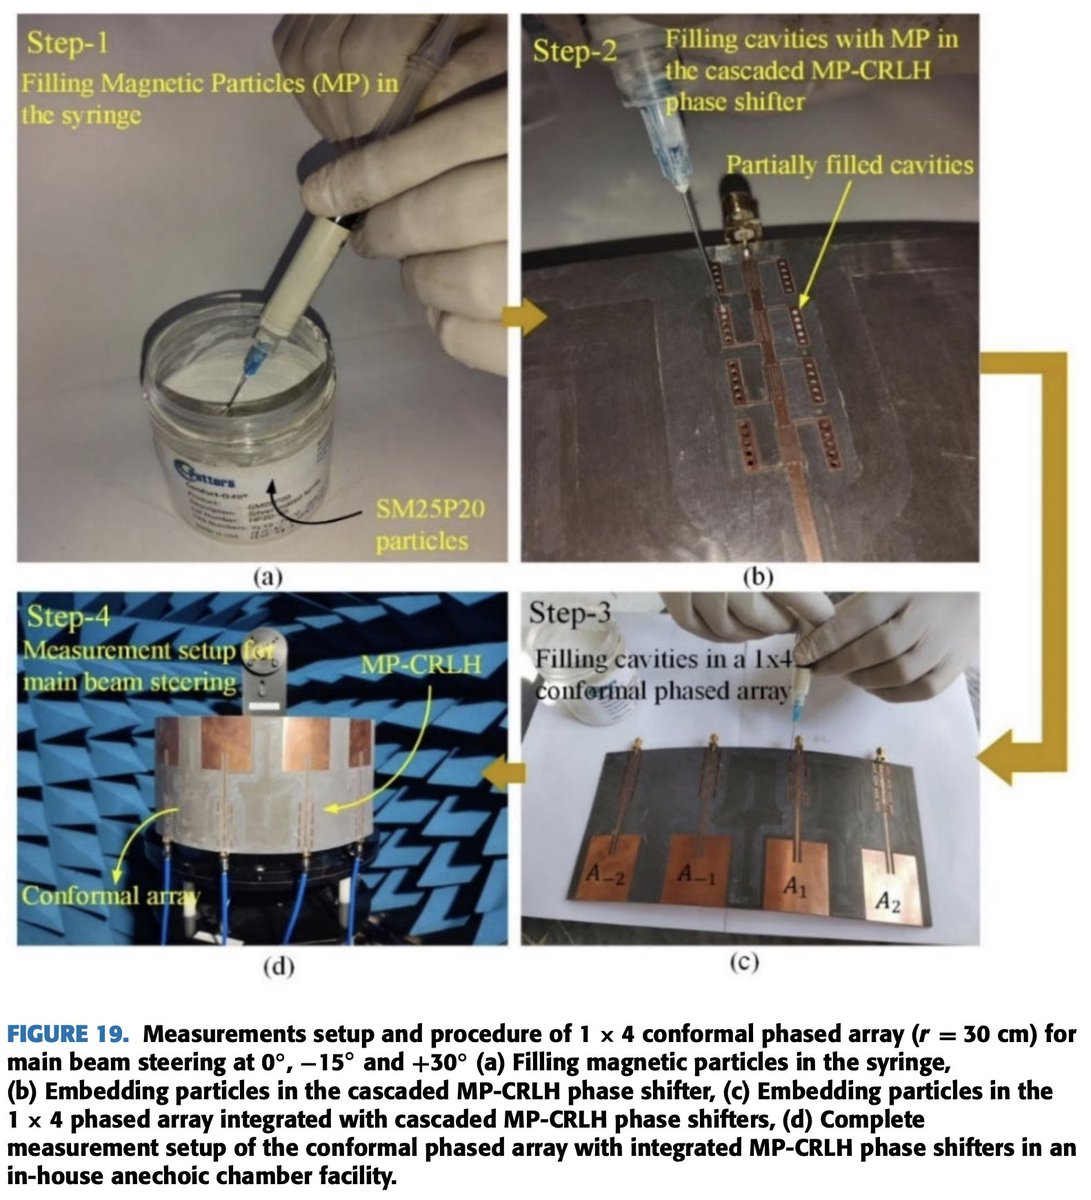 Step-1
Filling Magnetic Particles (MP) in
the syringe
SM25P20
particles
(a)
Step-2
Filling cavities with MP in
the cascaded MP-CRLH
phase shifter
Partially filled cavities
(b)
Step-4
Measurement setup for
main beam steering
MP-CRLH
Conformal array
(d)
Step-3
Filling cavities in a 1x4
conformal phased array
A₋₂
A₋₁
A₁
A₂
(c)
FIGURE 19. Measurements setup and procedure of 1 × 4 conformal phased array (r = 30 cm) for
main beam steering at 0°, −15° and +30° (a) Filling magnetic particles in the syringe,
(b) Embedding particles in the cascaded MP-CRLH phase shifter, (c) Embedding particles in the
1 × 4 phased array integrated with cascaded MP-CRLH phase shifters, (d) Complete
measurement setup of the conformal phased array with integrated MP-CRLH phase shifters in an
in-house anechoic chamber facility.